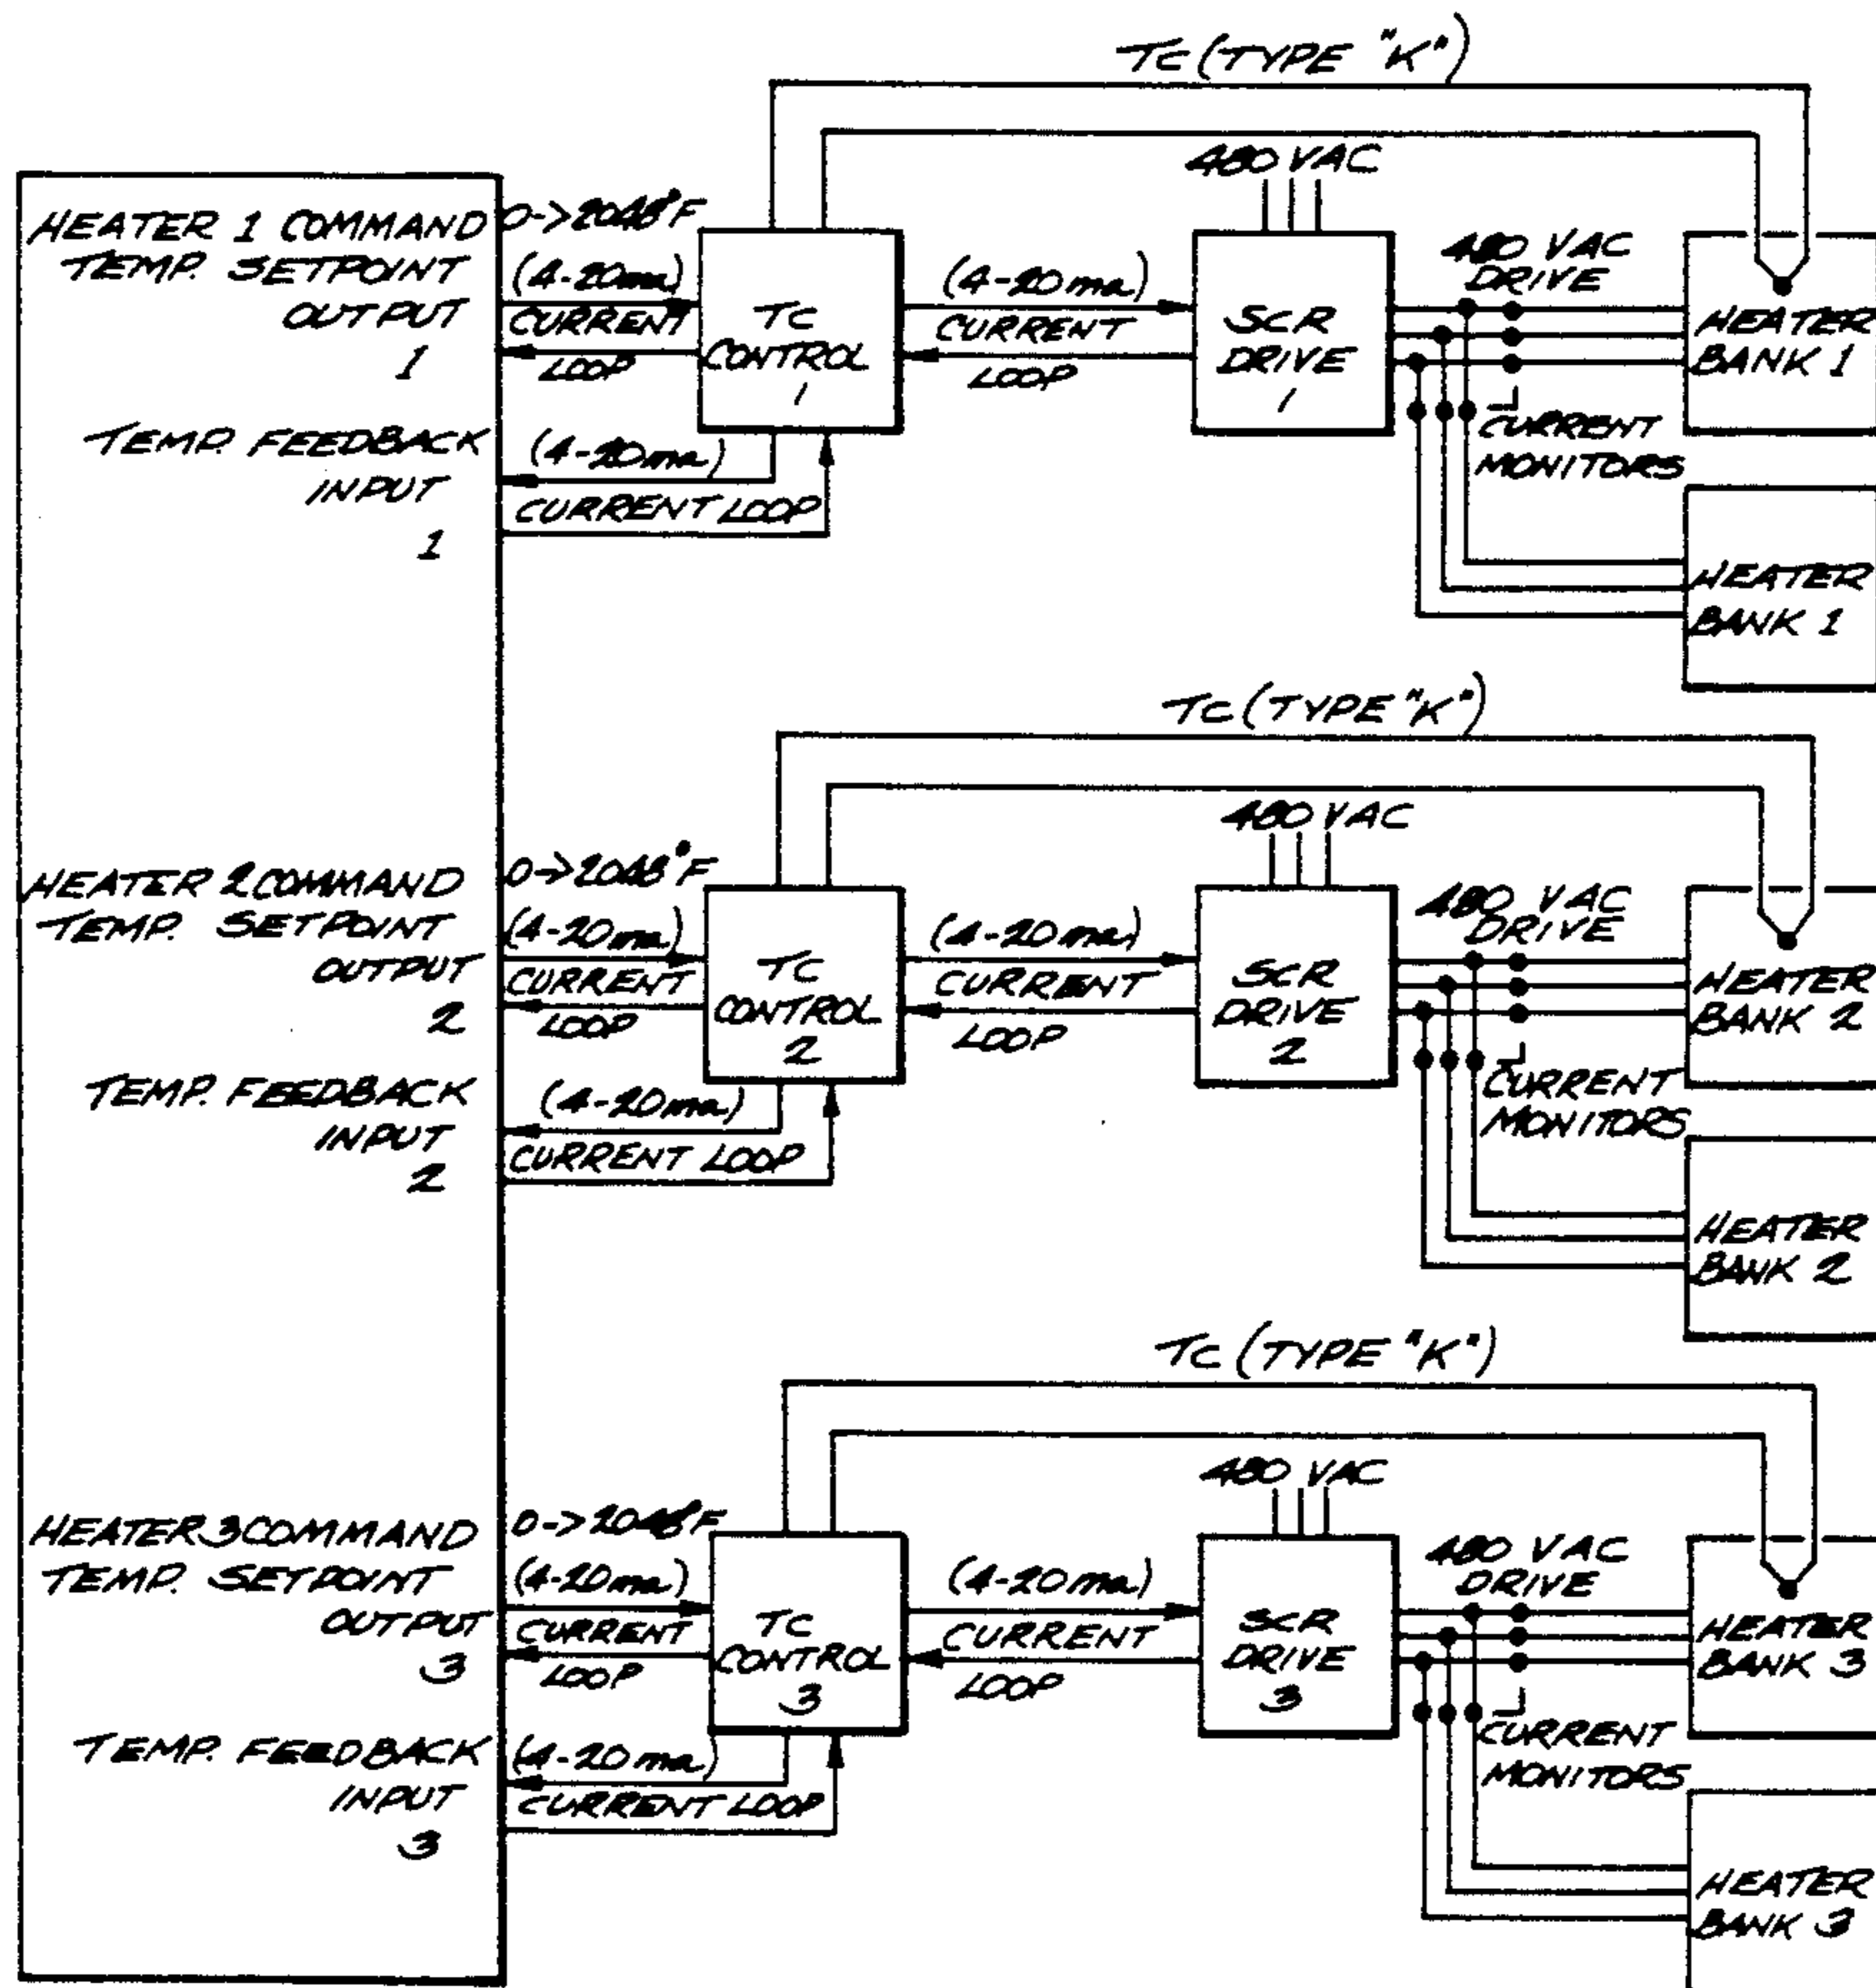 TC (TYPE "K")
480 VAC
HEATER 1 COMMAND
TEMP. SETPOINT
OUTPUT
1
0->2048°F
(4-20ma)
CURRENT
LOOP
TC
CONTROL
1
(4-20ma)
CURRENT
LOOP
SCR
DRIVE
1
480 VAC
DRIVE
HEATER
BANK 1
TEMP. FEEDBACK
INPUT
1
(4-20ma)
CURRENT LOOP
CURRENT
MONITORS
HEATER
BANK 1
TC (TYPE "K")
480 VAC
HEATER 2 COMMAND
TEMP. SETPOINT
OUTPUT
2
0->2048°F
(4-20ma)
CURRENT
LOOP
TC
CONTROL
2
(4-20ma)
CURRENT
LOOP
SCR
DRIVE
2
480 VAC
DRIVE
HEATER
BANK 2
TEMP. FEEDBACK
INPUT
2
(4-20ma)
CURRENT LOOP
CURRENT
MONITORS
HEATER
BANK 2
TC (TYPE "K")
480 VAC
HEATER 3 COMMAND
TEMP. SETPOINT
OUTPUT
3
0->2048°F
(4-20ma)
CURRENT
LOOP
TC
CONTROL
3
(4-20ma)
CURRENT
LOOP
SCR
DRIVE
3
480 VAC
DRIVE
HEATER
BANK 3
TEMP. FEEDBACK
INPUT
3
(4-20 ma)
CURRENT LOOP
CURRENT
MONITORS
HEATER
BANK 3